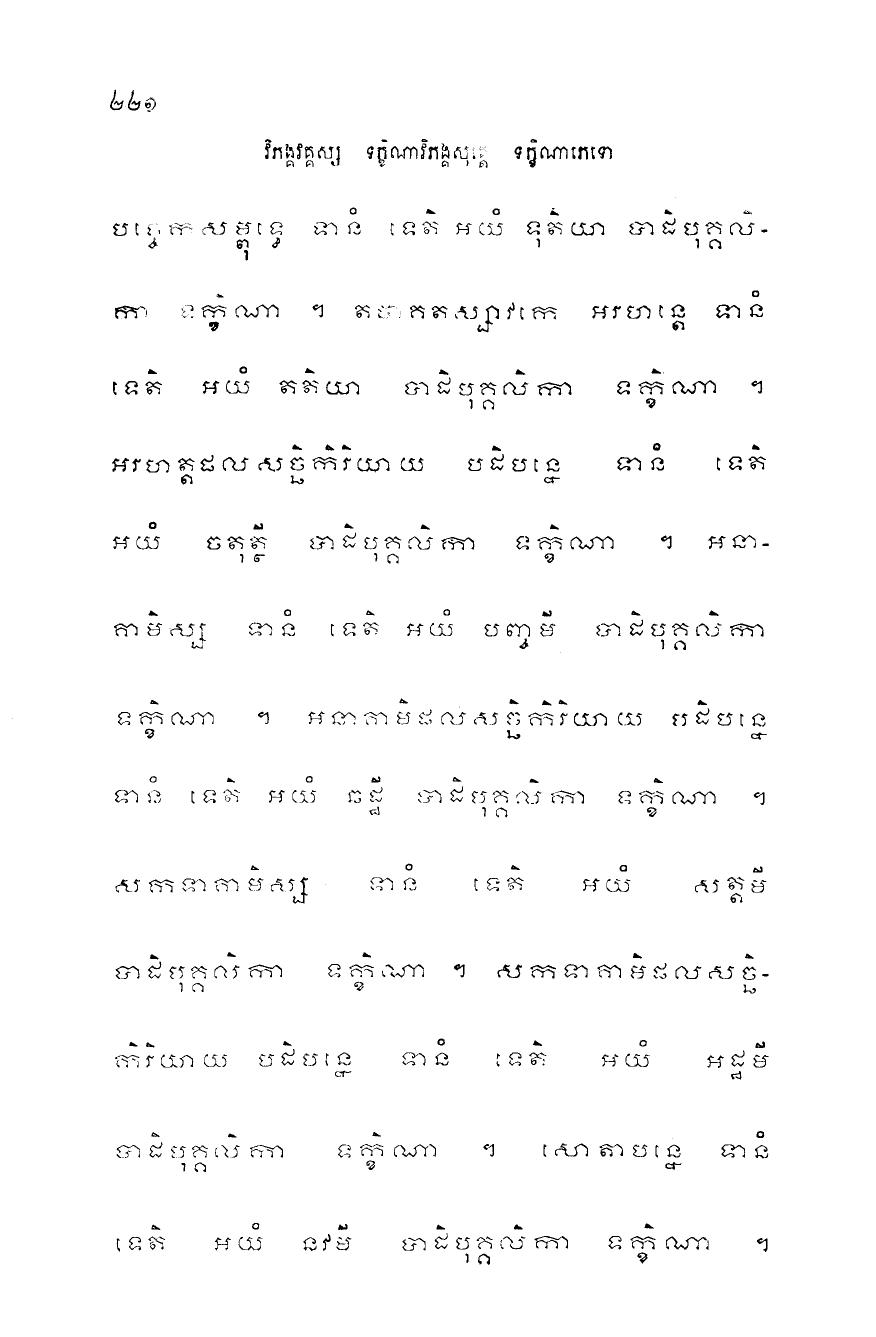 ២២១
វិភង្គវគ្គស្ស ទក្ខិណាវិភង្គសុត្តេ ទក្ខិណាភេទោ
បច្ចេកសម្ពុទ្ធេ ទានំ ទេតិ អយំ ទុតិយា បាដិបុគ្គលិ-
កា ទក្ខិណា ។ តថាគតស្សាវកេ អរហន្តេ ទានំ
ទេតិ អយំ តតិយា បាដិបុគ្គលិកា ទក្ខិណា ។
អរហត្តផលសច្ឆិកិរិយាយ បដិបន្នេ ទានំ ទេតិ
អយំ ចតុត្ថី បាដិបុគ្គលិកា ទក្ខិណា ។ អនា-
គាមិស្ស ទានំ ទេតិ អយំ បញ្ចមី បាដិបុគ្គលិកា
ទក្ខិណា ។ អនាគាមិផលសច្ឆិកិរិយាយ បដិបន្នេ
ទានំ ទេតិ អយំ ឆដ្ឋី បាដិបុគ្គលិកា ទក្ខិណា ។
សកទាគាមិស្ស ទានំ ទេតិ អយំ សត្តមី
បាដិបុគ្គលិកា ទក្ខិណា ។ សកទាគាមិផលសច្ឆិ-
កិរិយាយ បដិបន្នេ ទានំ ទេតិ អយំ អដ្ឋមី
បាដិបុគ្គលិកា ទក្ខិណា ។ សោតាបន្នេ ទានំ
ទេតិ អយំ នវមី បាដិបុគ្គលិកា ទក្ខិណា ។